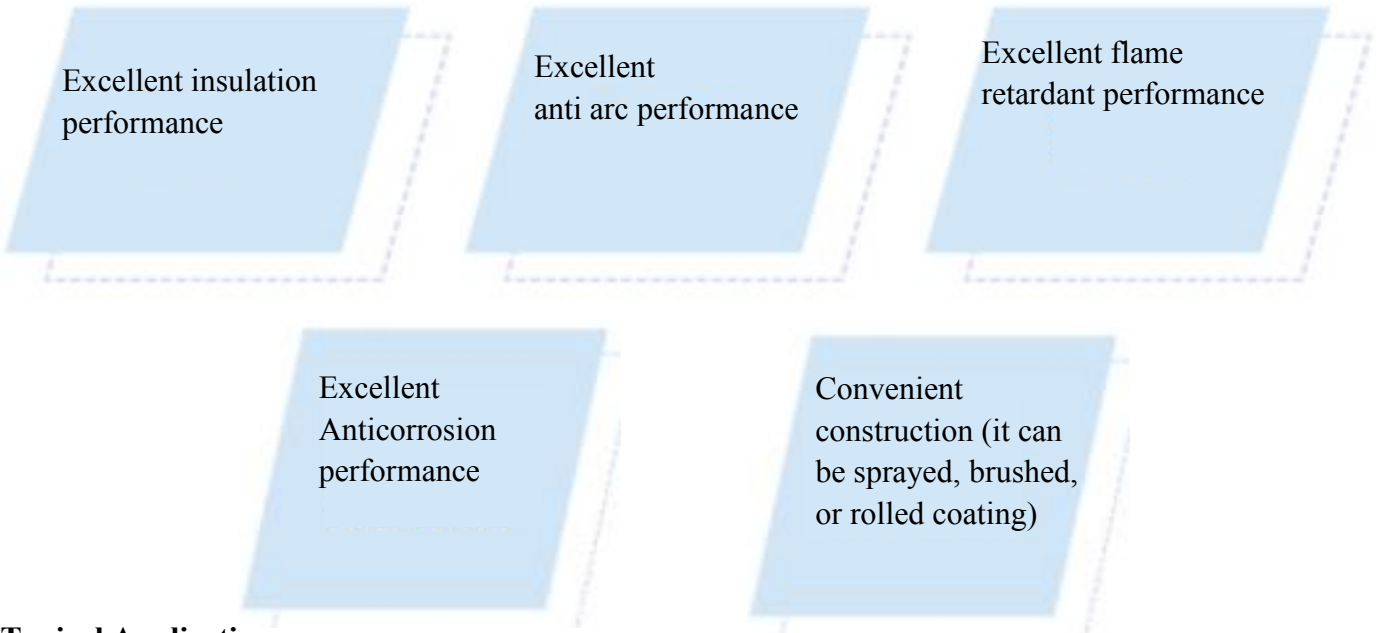 Excellent insulation
performance
Excellent
anti arc performance
Excellent flame
retardant performance
Excellent
Anticorrosion
performance
Convenient
construction (it can
be sprayed, brushed,
or rolled coating)